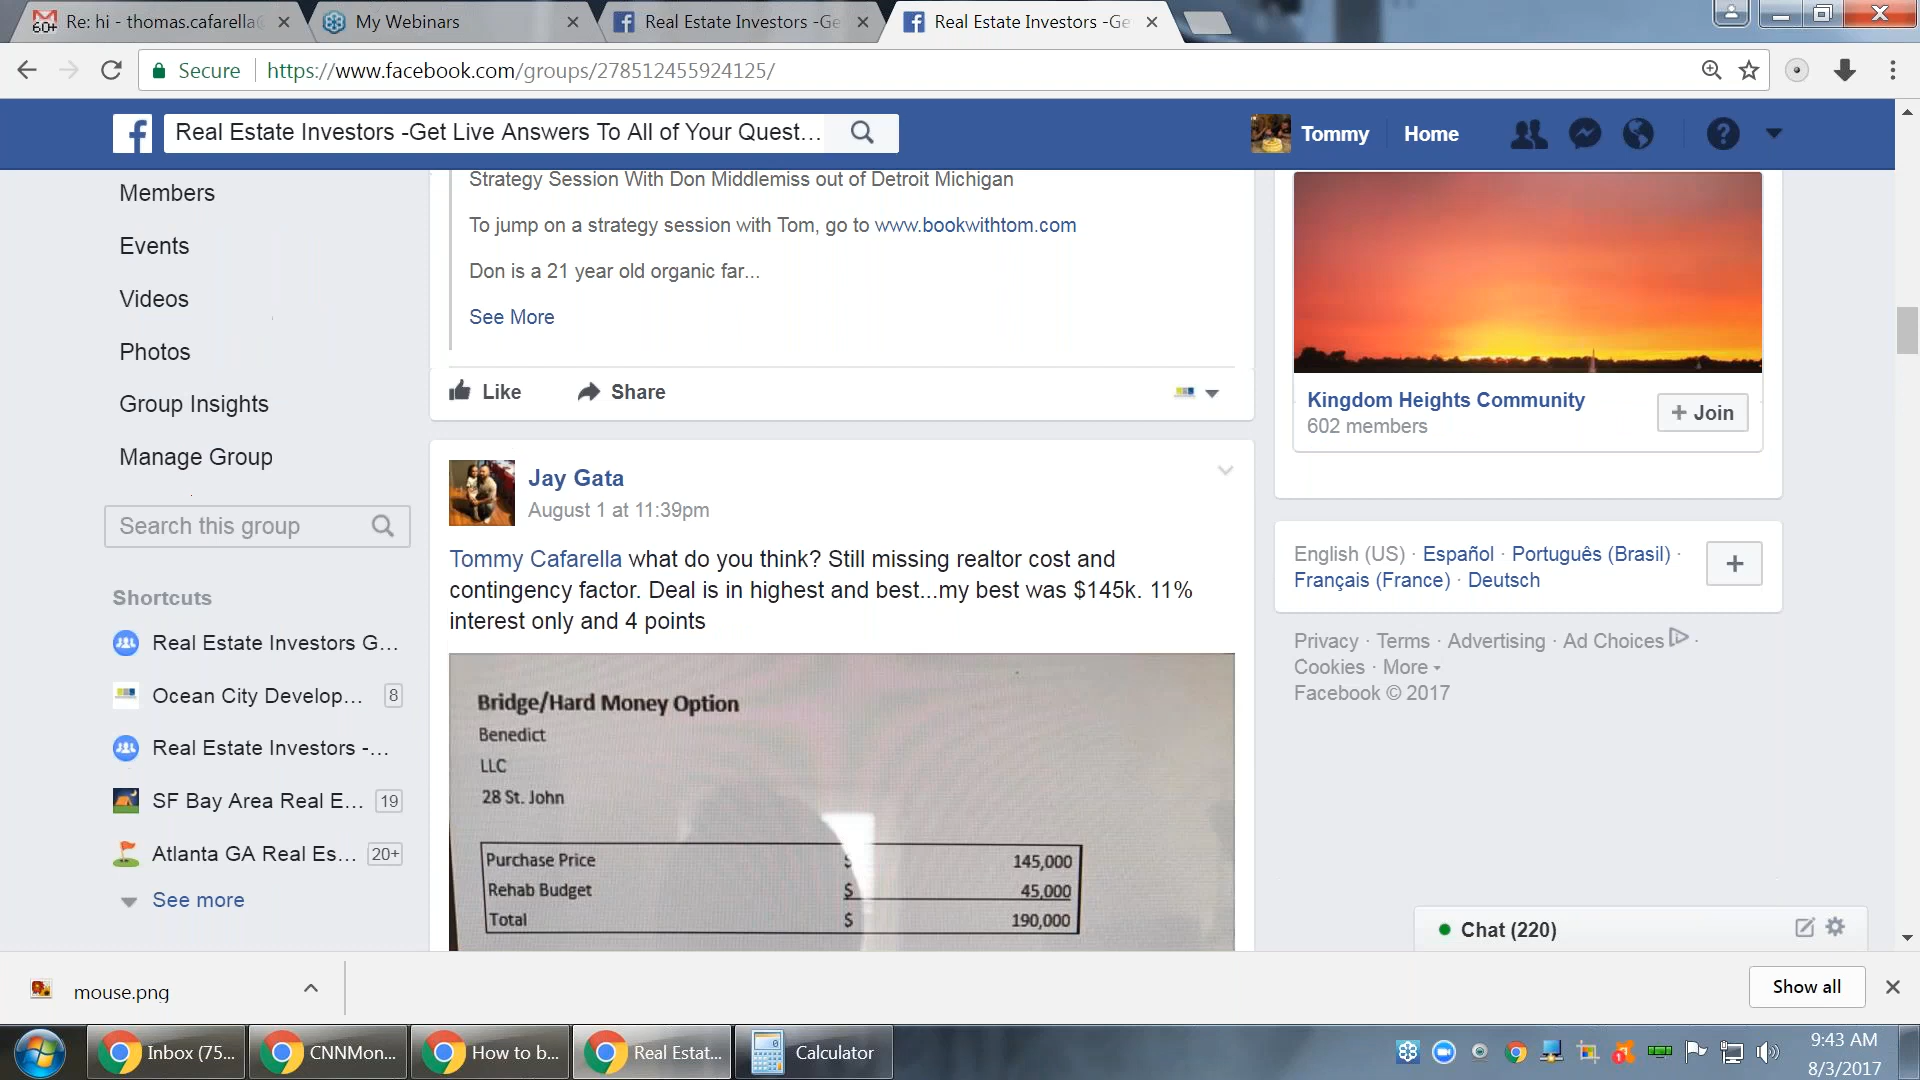 Re: hi - thomas.cafarella@
My Webinars
Real Estate Investors -Ge
Real Estate Investors -Ge
Secure
https://www.facebook.com/groups/278512455924125/
Real Estate Investors -Get Live Answers To All of Your Quest...
Tommy
Home
Members
Events
Videos
Photos
Group Insights
Manage Group
Search this group
Shortcuts
Real Estate Investors G...
Ocean City Develop... 8
Real Estate Investors -...
SF Bay Area Real E... 19
Atlanta GA Real Es... 20+
See more
Strategy Session With Don Middlemiss out of Detroit Michigan
To jump on a strategy session with Tom, go to www.bookwithtom.com
Don is a 21 year old organic far...
See More
Like Share
Jay Gata
August 1 at 11:39pm
Tommy Cafarella what do you think? Still missing realtor cost and
contingency factor. Deal is in highest and best...my best was $145k. 11%
interest only and 4 points
Bridge/Hard Money Option
Benedict
LLC
28 St. John
Purchase Price $ 145,000
Rehab Budget $ 45,000
Total $ 190,000
Kingdom Heights Community
602 members
+ Join
English (US) · Español · Português (Brasil) ·
Français (France) · Deutsch
Privacy · Terms · Advertising · Ad Choices ·
Cookies · More
Facebook © 2017
Chat (220)
mouse.png
Show all
Inbox (75...
CNNMon...
How to b...
Real Estat...
Calculator
9:43 AM
8/3/2017